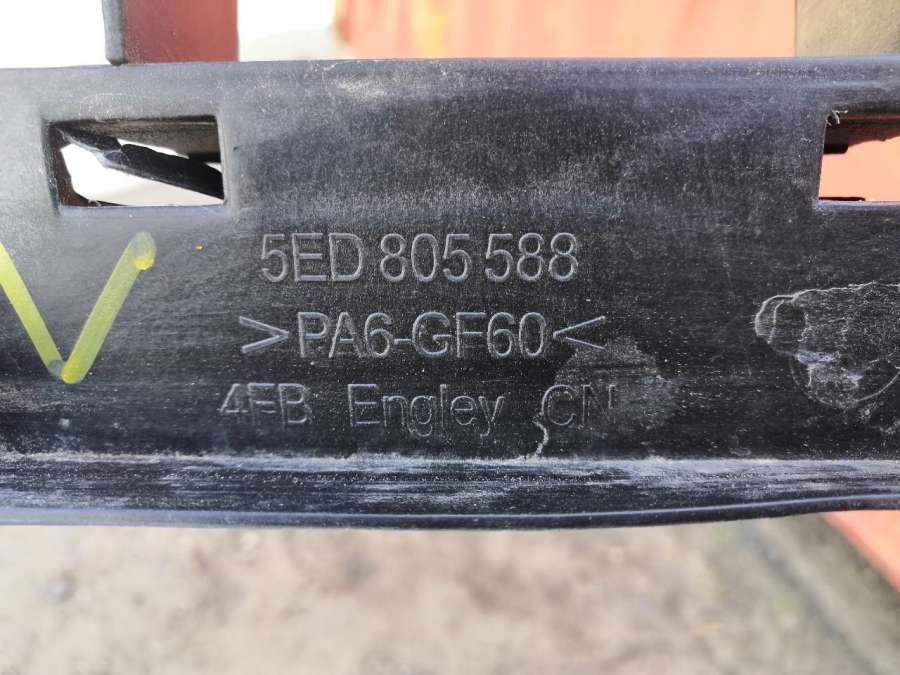 5ED 805 588
>PA6-GF60<
4FB Engley CN